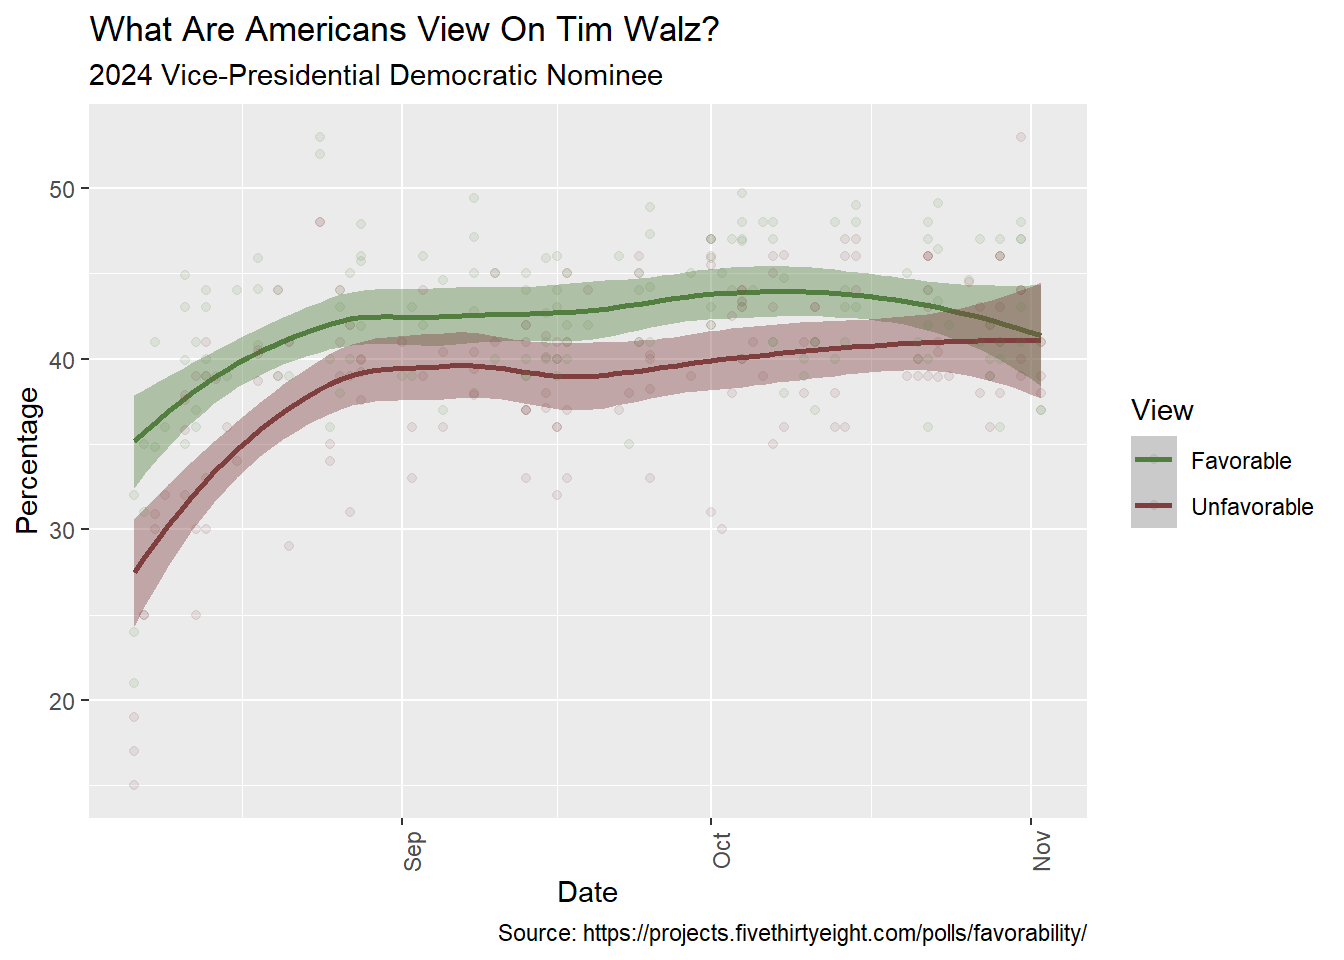 What Are Americans View On Tim Walz?
2024 Vice-Presidential Democratic Nominee
Percentage
50
40
30
20
Sep
Oct
Nov
Date
View
Favorable
Unfavorable
Source: https://projects.fivethirtyeight.com/polls/favorability/